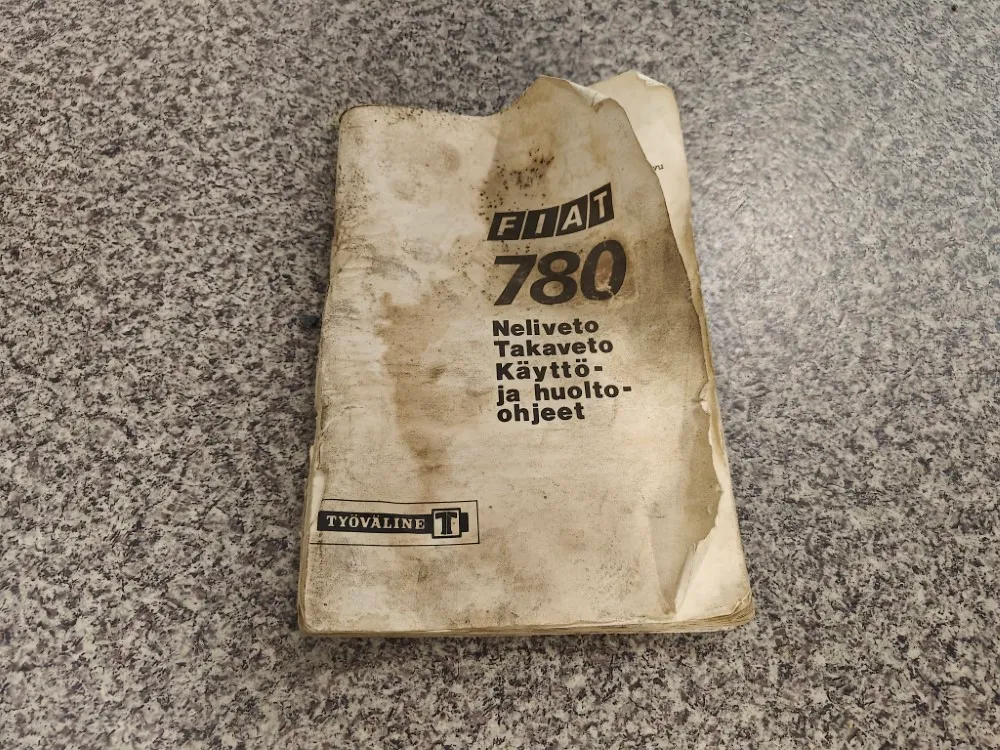 FIAT
780
Neliveto
Takaveto
Käyttö-
ja huolto-
ohjeet
TYÖVÄLINE T